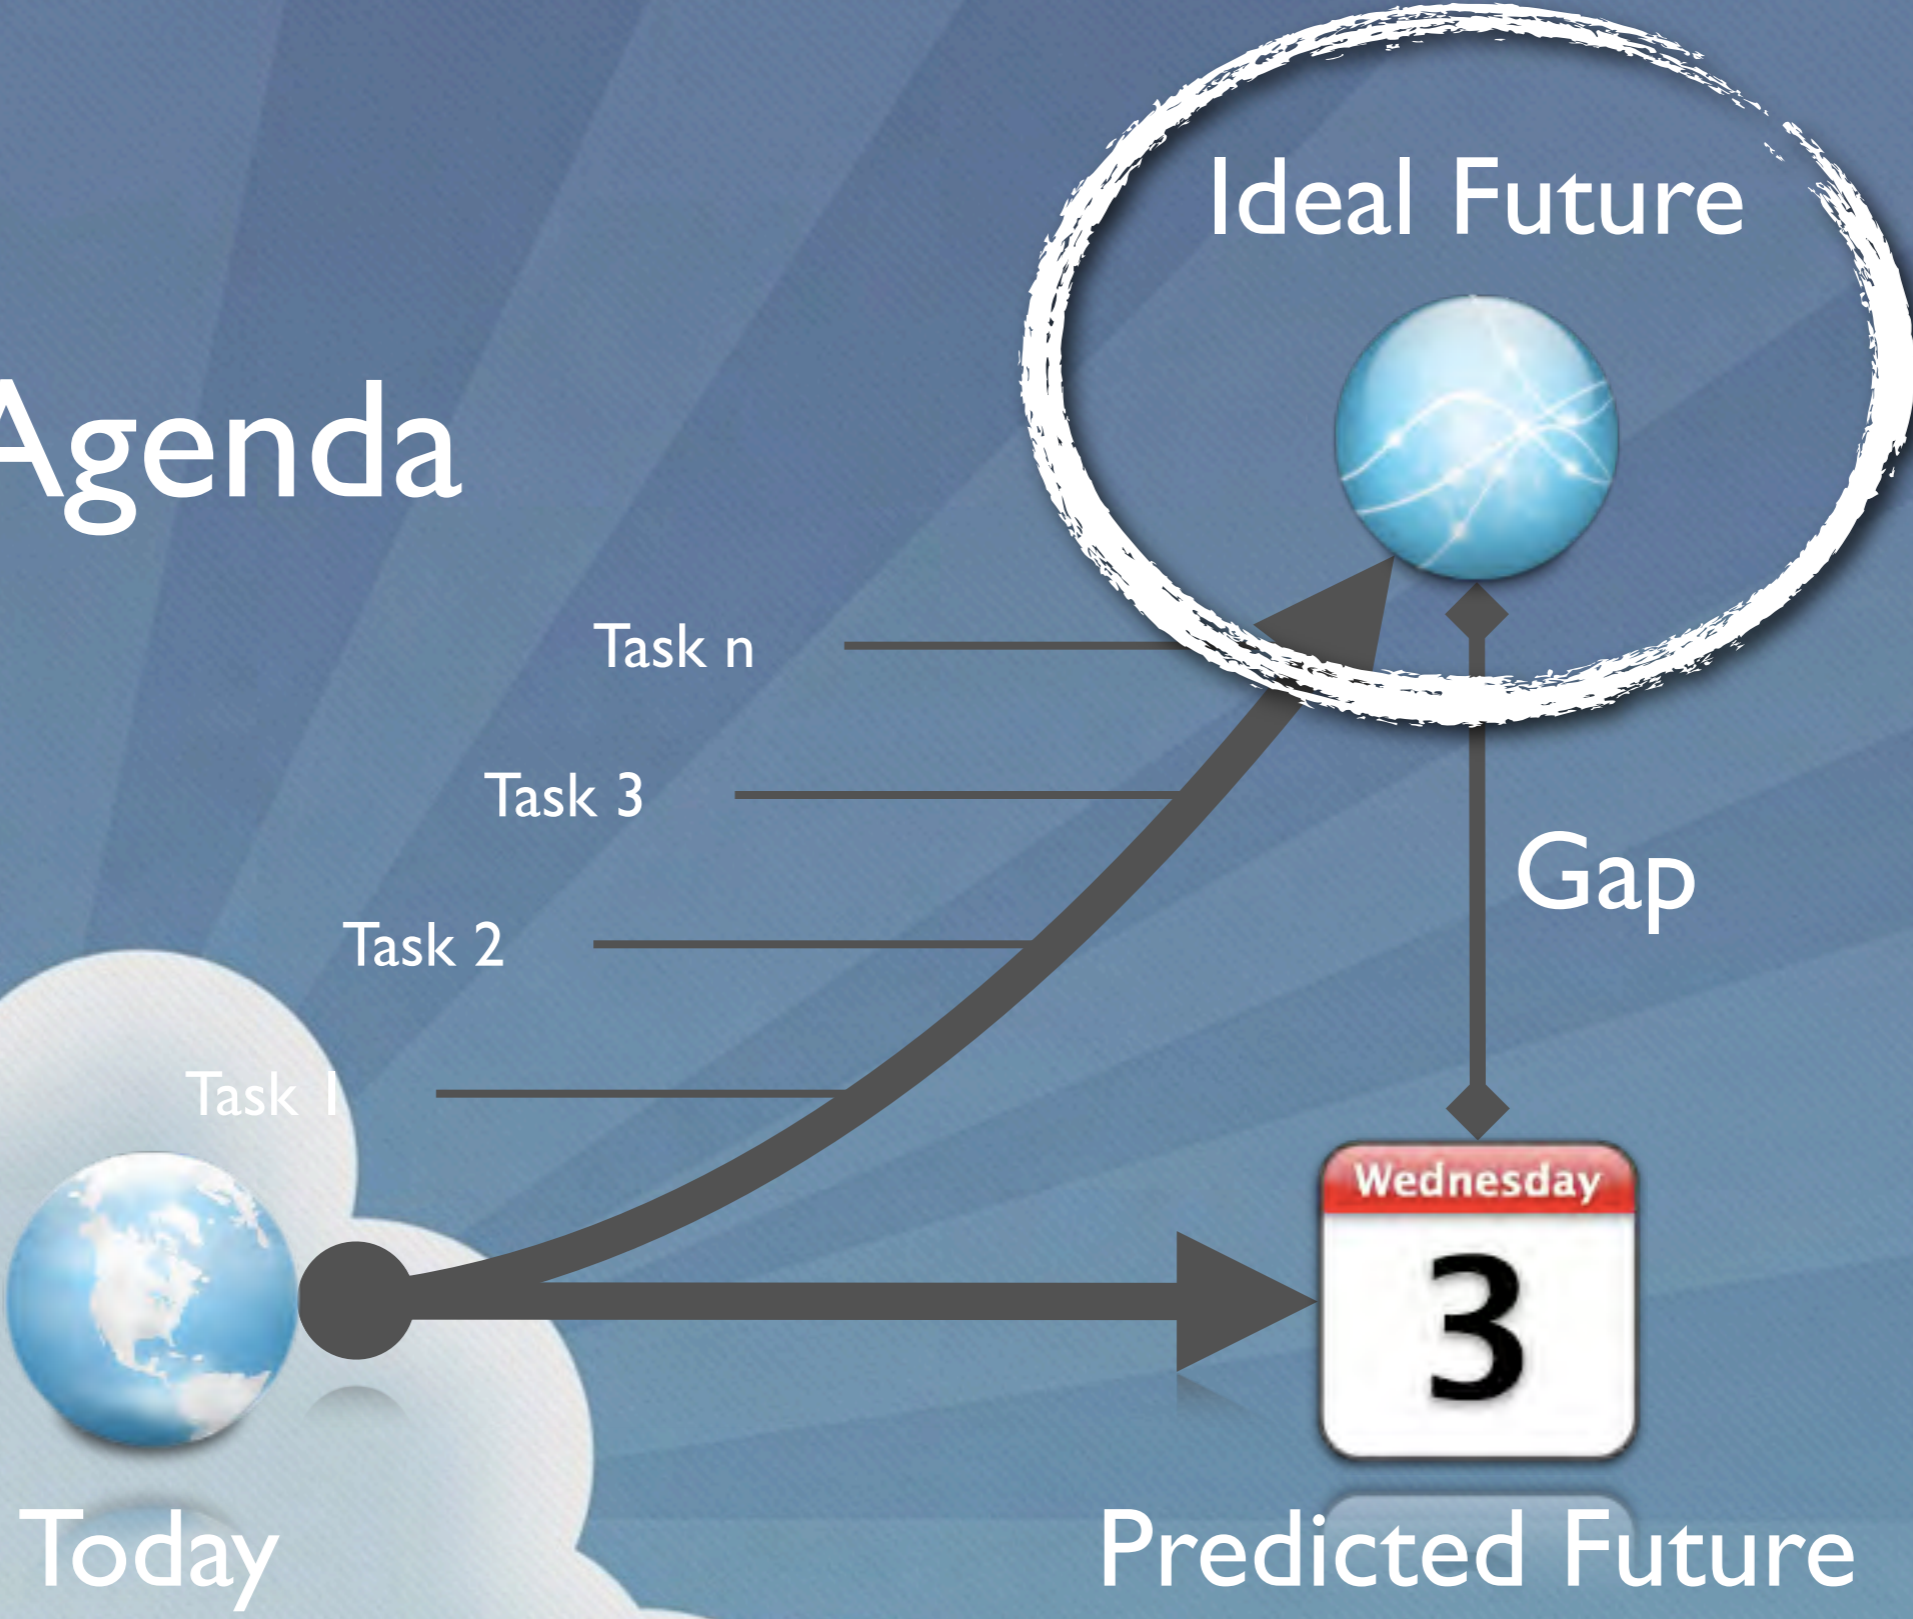 Ideal Future
Agenda
Task n
Task 3
Gap
Task 2
Task 1
Wednesday
3
Today
Predicted Future